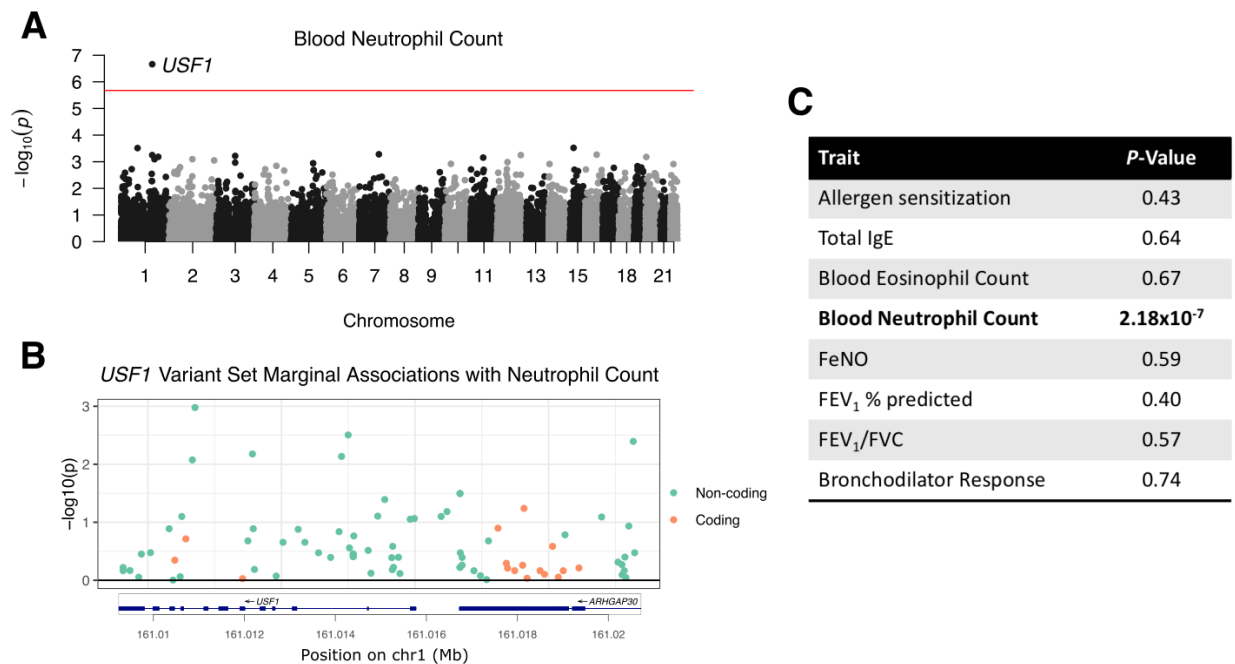 A
Blood Neutrophil Count
7
6
5
4
3
2
1
0
−log10(p)
USF1
1 2 3 4 5 6 7 8 9 11 13 15 18 21
Chromosome
B
USF1 Variant Set Marginal Associations with Neutrophil Count
3
2
1
0
−log10(p)
Non-coding
Coding
←USF1
←ARHGAP30
161.01 161.012 161.014 161.016 161.018 161.02
Position on chr1 (Mb)
C
Trait P-Value
Allergen sensitization 0.43
Total IgE 0.64
Blood Eosinophil Count 0.67
Blood Neutrophil Count 2.18x10-7
FeNO 0.59
FEV1 % predicted 0.40
FEV1/FVC 0.57
Bronchodilator Response 0.74